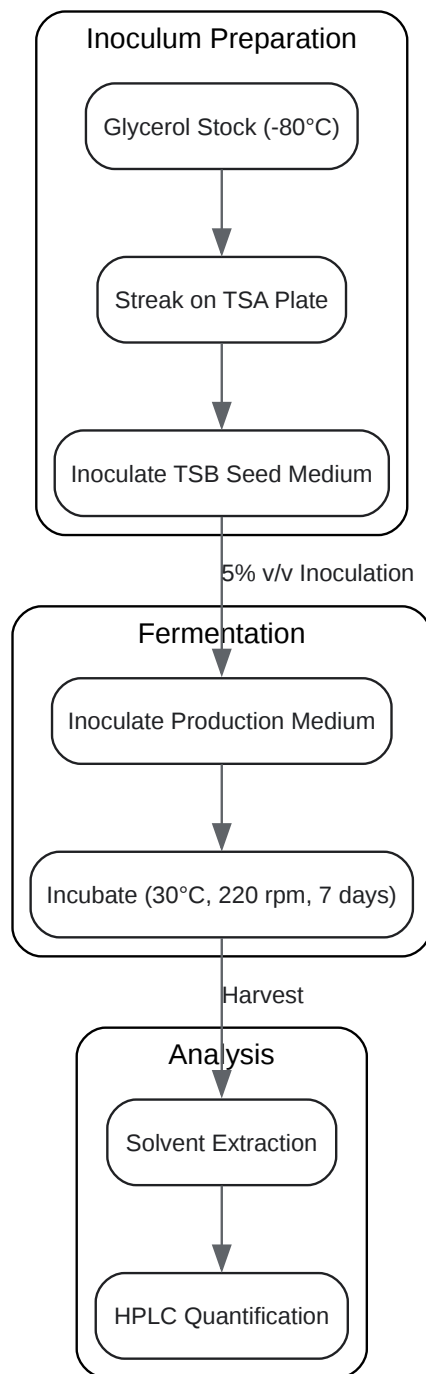 Inoculum Preparation
Glycerol Stock (-80°C)
Streak on TSA Plate
Inoculate TSB Seed Medium
5% v/v Inoculation
Fermentation
Inoculate Production Medium
Incubate (30°C, 220 rpm, 7 days)
Harvest
Analysis
Solvent Extraction
HPLC Quantification